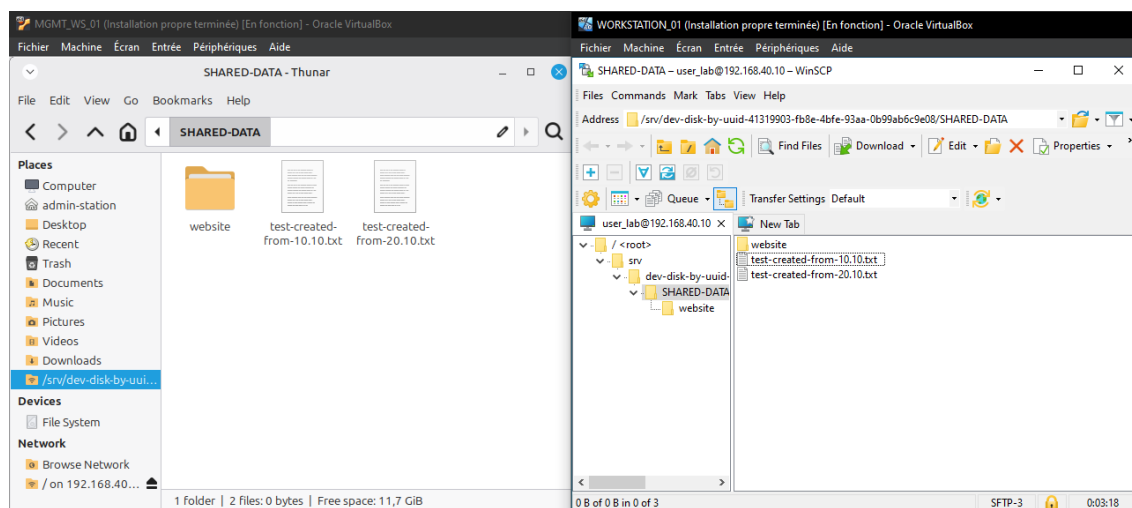 MGMT_WS_01 (Installation propre terminée) [En fonction] - Oracle VirtualBox
Fichier Machine Écran Entrée Périphériques Aide
SHARED-DATA - Thunar
File Edit View Go Bookmarks Help
SHARED-DATA
Places
Computer
admin-station
Desktop
Recent
Trash
Documents
Music
Pictures
Videos
Downloads
/srv/dev-disk-by-uui...
Devices
File System
Network
Browse Network
/ on 192.168.40...
website
test-created-
from-10.10.txt
test-created-
from-20.10.txt
1 folder | 2 files: 0 bytes | Free space: 11,7 GiB
WORKSTATION_01 (Installation propre terminée) [En fonction] - Oracle VirtualBox
Fichier Machine Écran Entrée Périphériques Aide
SHARED-DATA – user_lab@192.168.40.10 – WinSCP
Files Commands Mark Tabs View Help
Address /srv/dev-disk-by-uuid-41319903-fb8e-4bfe-93aa-0b99ab6c9e08/SHARED-DATA
Find Files Download Edit Properties
Queue Transfer Settings Default
user_lab@192.168.40.10 New Tab
/ <root>
srv
dev-disk-by-uuid-
SHARED-DATA
website
website
test-created-from-10.10.txt
test-created-from-20.10.txt
0 B of 0 B in 0 of 3
SFTP-3 0:03:18